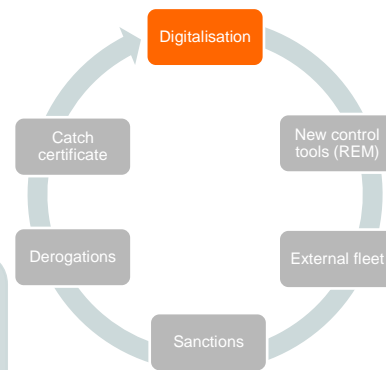 Digitalisation
New control
tools (REM)
External fleet
Sanctions
Derogations
Catch
certificate